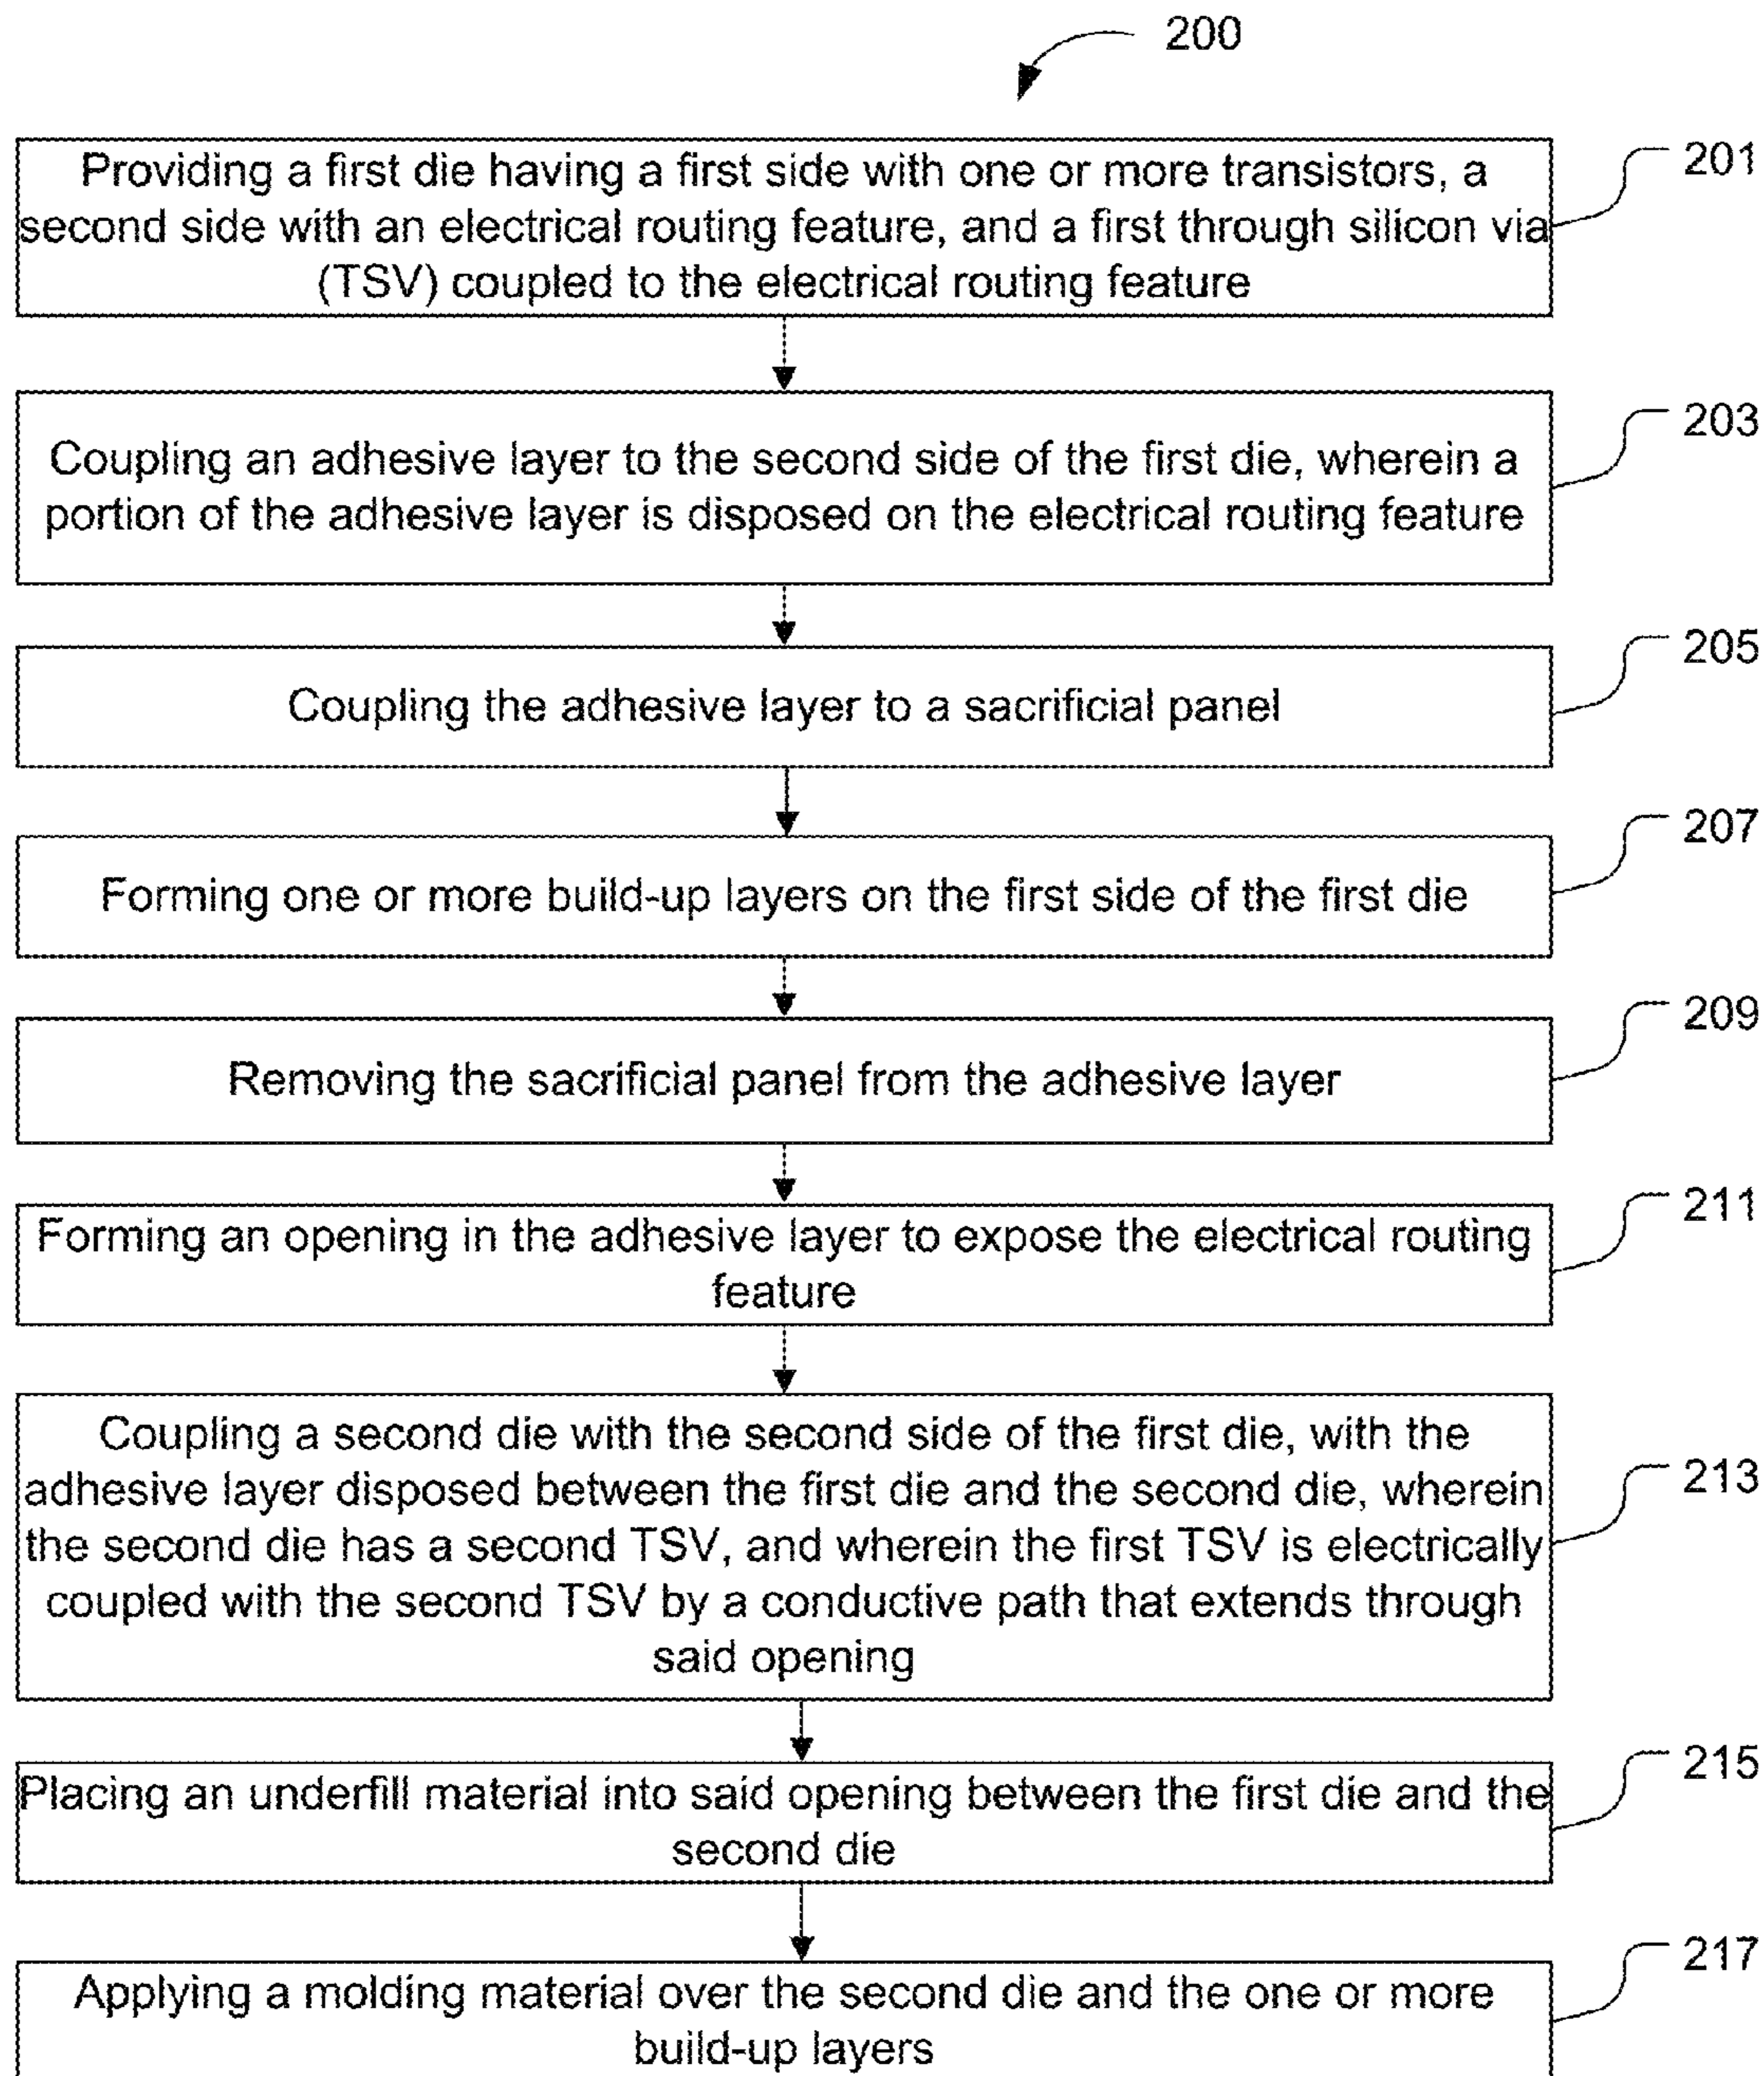 200
Providing a first die having a first side with one or more transistors, a
second side with an electrical routing feature, and a first through silicon via
(TSV) coupled to the electrical routing feature
201
Coupling an adhesive layer to the second side of the first die, wherein a
portion of the adhesive layer is disposed on the electrical routing feature
203
Coupling the adhesive layer to a sacrificial panel
205
Forming one or more build-up layers on the first side of the first die
207
Removing the sacrificial panel from the adhesive layer
209
Forming an opening in the adhesive layer to expose the electrical routing
feature
211
Coupling a second die with the second side of the first die, with the
adhesive layer disposed between the first die and the second die, wherein
the second die has a second TSV, and wherein the first TSV is electrically
coupled with the second TSV by a conductive path that extends through
said opening
213
Placing an underfill material into said opening between the first die and the
second die
215
Applying a molding material over the second die and the one or more
build-up layers
217